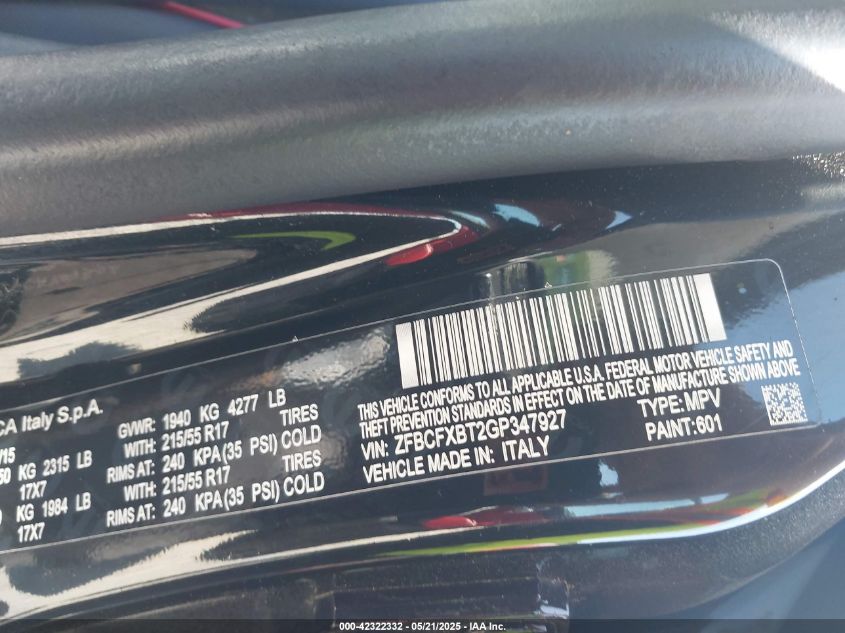 CA Italy S.p.A.
/15
GVWR: 1940 KG 4277 LB
50 KG 2315 LB WITH: 215/55 R17 TIRES
17X7 RIMS AT: 240 KPA(35 PSI) COLD
KG 1984 LB WITH: 215/55 R17 TIRES
17X7 RIMS AT: 240 KPA(35 PSI) COLD
THIS VEHICLE CONFORMS TO ALL APPLICABLE U.S.A. FEDERAL MOTOR VEHICLE SAFETY AND
THEFT CONFS STANDARDS IN EFFECT ON THE DATE OF MANUFACTURE SHOWN ABOVE
VIN: ZFBCFXBT2GP347927 TYPE: MPV
VEHICLE MADE IN: ITALY PAINT: 601
000-42322332 - 05/21/2025 - IAA Inc.